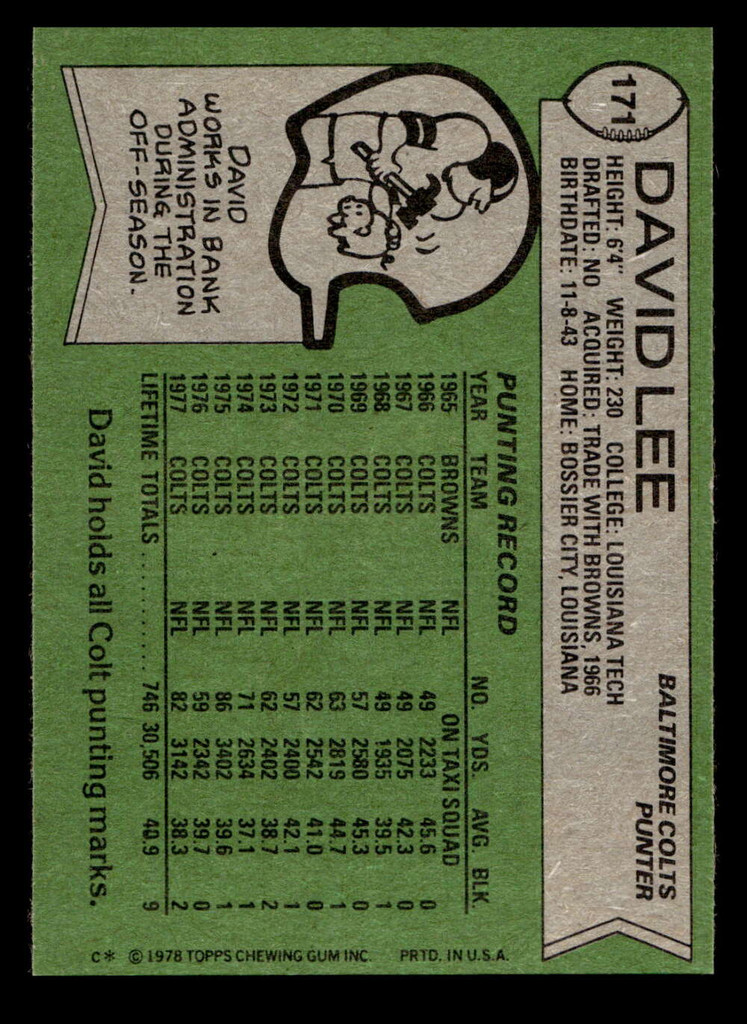 171
DAVID LEE
BALTIMORE COLTS
PUNTER
HEIGHT: 6'4" WEIGHT: 230 COLLEGE: LOUISIANA TECH
DRAFTED: NO ACQUIRED: TRADE WITH BROWNS, 1966
BIRTHDATE: 11-8-43 HOME: BOSSIER CITY, LOUISIANA
DAVID
WORKS IN BANK
ADMINISTRATION
DURING THE
OFF-SEASON.
PUNTING RECORD
YEAR TEAM NO. YDS. AVG. BLK.
1965 BROWNS NFL ON TAXI SQUAD
1966 COLTS NFL 49 2233 45.6 0
1967 COLTS NFL 49 2075 42.3 0
1968 COLTS NFL 49 1935 39.5 1
1969 COLTS NFL 57 2580 45.3 0
1970 COLTS NFL 63 2819 44.7 1
1971 COLTS NFL 62 2542 41.0 0
1972 COLTS NFL 57 2400 42.1 1
1973 COLTS NFL 62 2402 38.7 2
1974 COLTS NFL 71 2634 37.1 1
1975 COLTS NFL 86 3402 39.6 1
1976 COLTS NFL 59 2342 39.7 0
1977 COLTS NFL 82 3142 38.3 2
LIFETIME TOTALS ............ 746 30,506 40.9 9
David holds all Colt punting marks.
C* © 1978 TOPPS CHEWING GUM INC. PRTD. IN U.S.A.